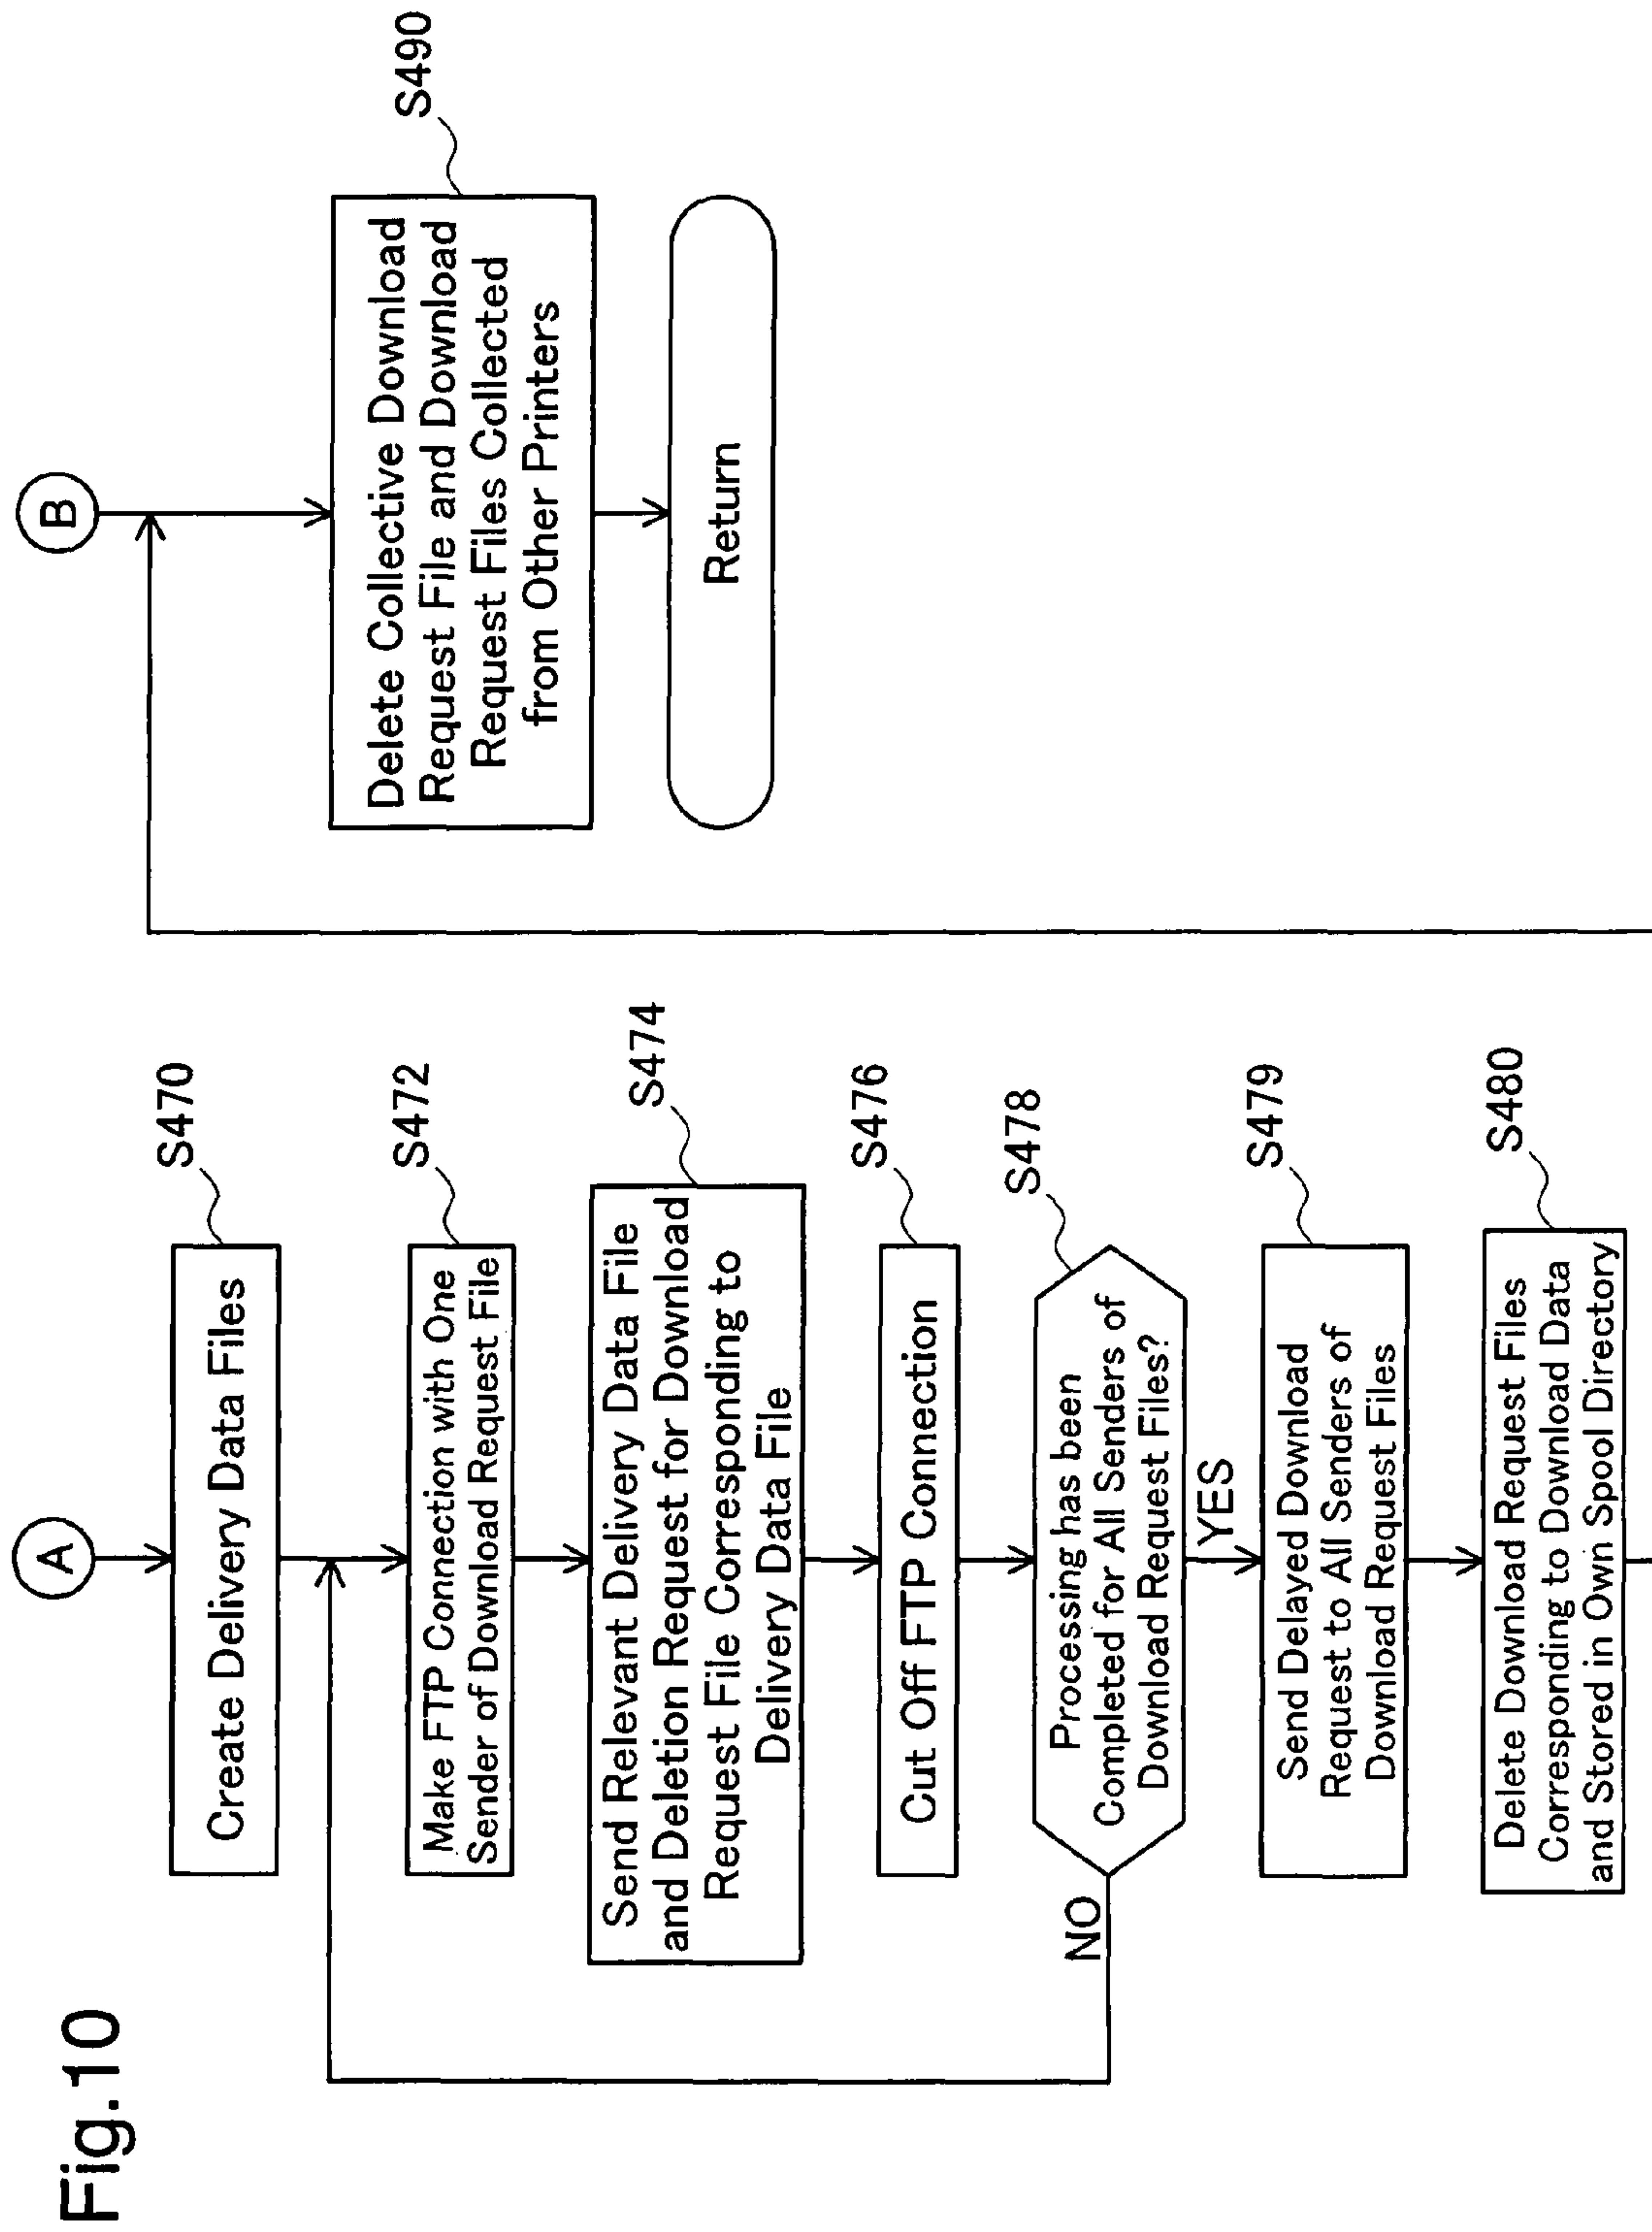 Fig.10
A
Create Delivery Data Files
S470
Make FTP Connection with One
Sender of Download Request File
S472
Send Relevant Delivery Data File
and Deletion Request for Download
Request File Corresponding to
Delivery Data File
S474
Cut Off FTP Connection
S476
Processing has been
Completed for All Senders of
Download Request Files?
S478
NO
YES
Send Delayed Download
Request to All Senders of
Download Request Files
S479
Delete Download Request Files
Corresponding to Download Data
and Stored in Own Spool Directory
S480
B
Delete Collective Download
Request File and Download
Request Files Collected
from Other Printers
S490
Return